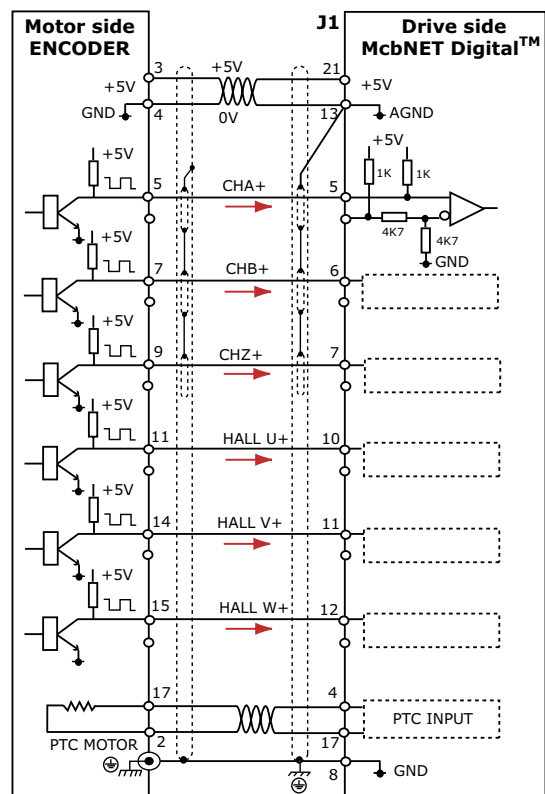 Motor side
ENCODER
J1
Drive side
McbNET Digital™
3
+5V
21
+5V
+5V
GND
4
0V
13
AGND
+5V
5
CHA+
5
+5V
1K
1K
4K7
4K7
GND
+5V
7
CHB+
6
+5V
9
CHZ+
7
+5V
11
HALL U+
10
+5V
14
HALL V+
11
+5V
15
HALL W+
12
17
4
PTC INPUT
PTC MOTOR
2
17
8
GND